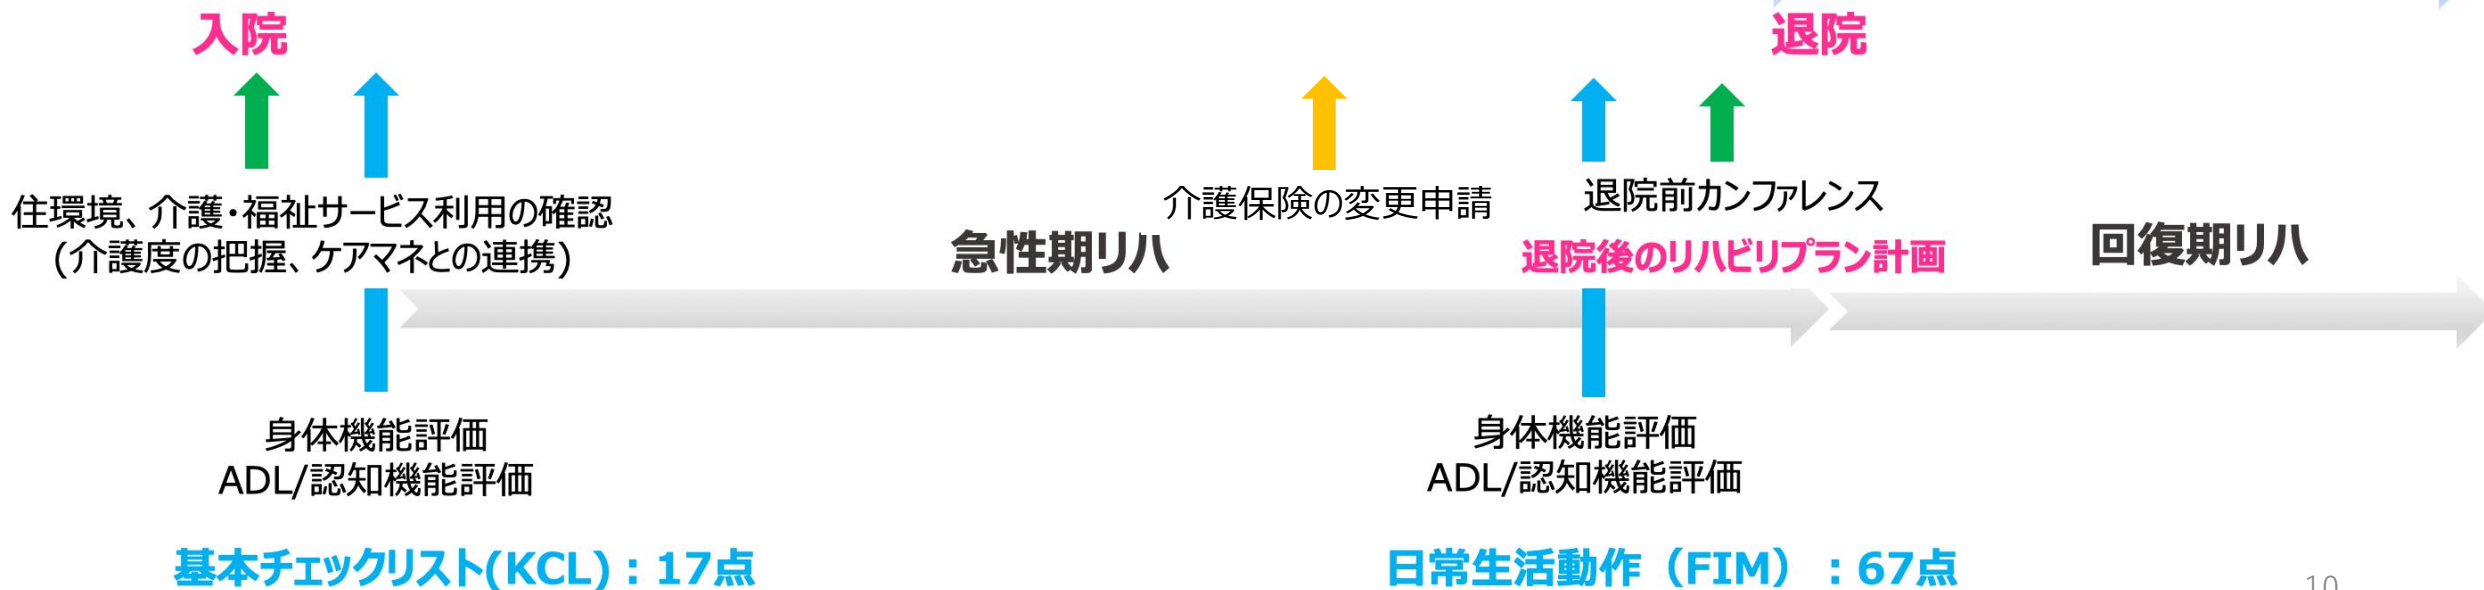 入院
退院
住環境、介護・福祉サービス利用の確認
(介護度の把握、ケアマネとの連携)
介護保険の変更申請
退院前カンファレンス
急性期リハ
退院後のリハビリプラン計画
回復期リハ
身体機能評価
ADL/認知機能評価
身体機能評価
ADL/認知機能評価
基本チェックリスト(KCL)：17点
日常生活動作（FIM）：67点
10